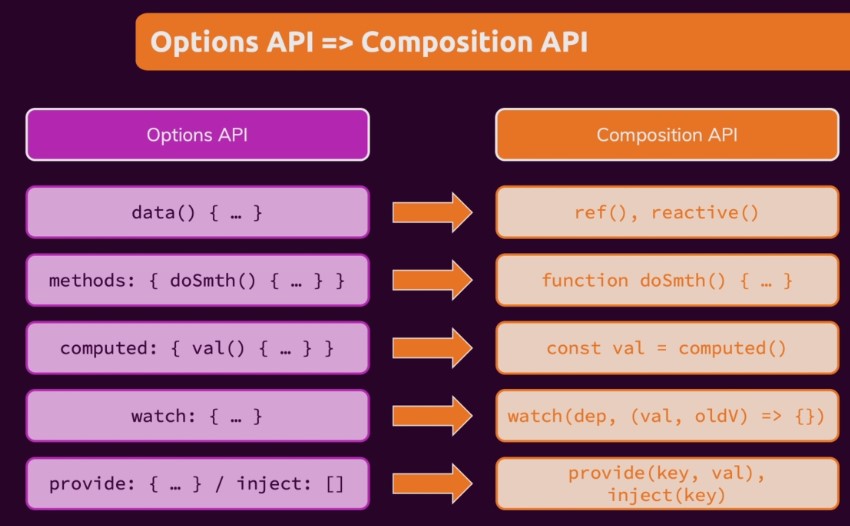 Options API => Composition API
Options API
Composition API
data() { … }
ref(), reactive()
methods: { doSmth() { … } }
function doSmth() { … }
computed: { val() { … } }
const val = computed()
watch: { … }
watch(dep, (val, oldV) => {})
provide: { … } / inject: []
provide(key, val),
inject(key)